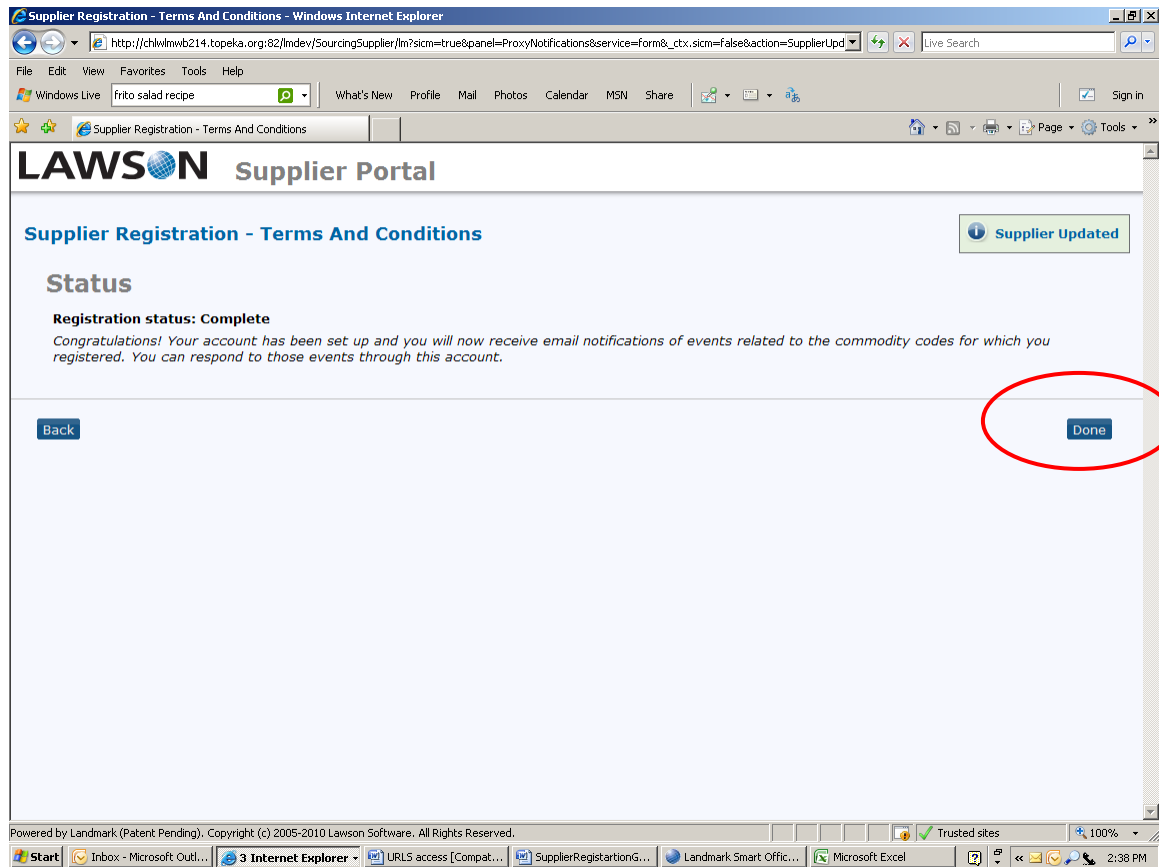 Supplier Registration - Terms And Conditions - Windows Internet Explorer
http://chlwlmwb214.topeka.org:82/lmdev/SourcingSupplier/lm?sicm=true&panel=ProxyNotifications&service=form&_ctx.sicm=false&action=SupplierUpd
Live Search
File Edit View Favorites Tools Help
Windows Live frito salad recipe What's New Profile Mail Photos Calendar MSN Share Sign in
Supplier Registration - Terms And Conditions Page Tools
LAWSON Supplier Portal
Supplier Registration - Terms And Conditions
Supplier Updated
Status
Registration status: Complete
Congratulations! Your account has been set up and you will now receive email notifications of events related to the commodity codes for which you
registered. You can respond to those events through this account.
Back Done
Powered by Landmark (Patent Pending). Copyright (c) 2005-2010 Lawson Software. All Rights Reserved. Trusted sites 100%
Start Inbox - Microsoft Outl... 3 Internet Explorer URLS access [Compat... SupplierRegistartionG... Landmark Smart Offic... Microsoft Excel 2:38 PM